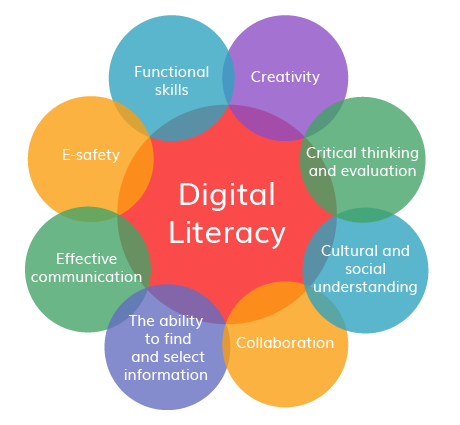 Functional
skills
Creativity
E-safety
Critical thinking
and evaluation
Digital
Literacy
Effective
communication
Cultural and
social
understanding
The ability
to find
and select
information
Collaboration